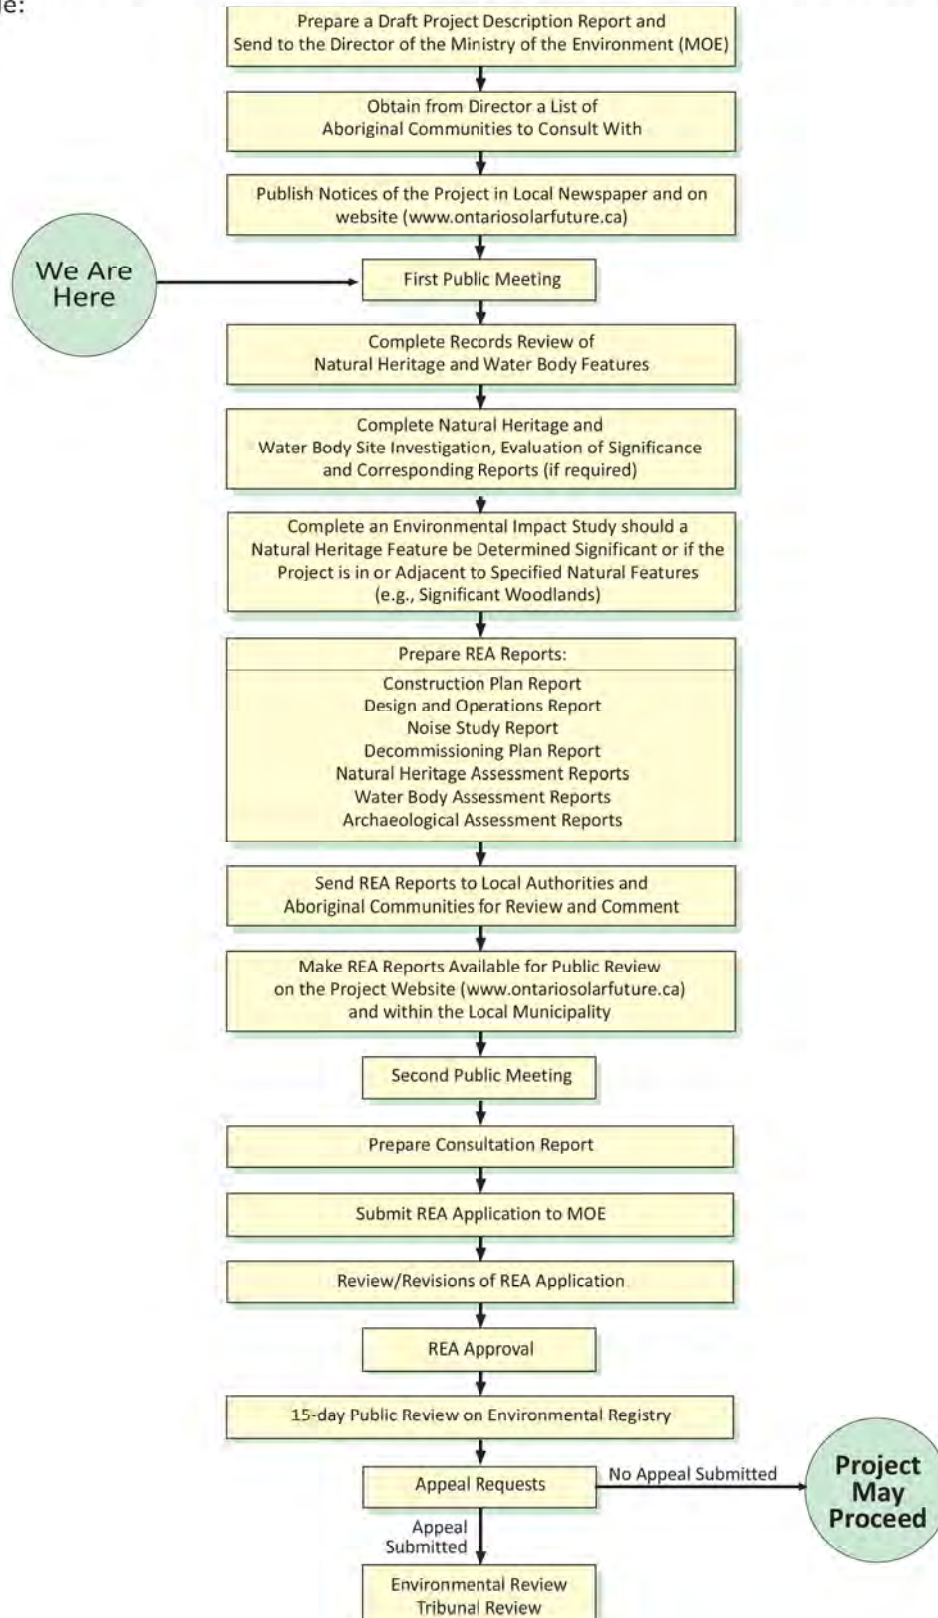 Prepare a Draft Project Description Report and
Send to the Director of the Ministry of the Environment (MOE)
Obtain from Director a List of
Aboriginal Communities to Consult With
Publish Notices of the Project in Local Newspaper and on
website (www.ontariosolarfuture.ca)
We Are
Here
First Public Meeting
Complete Records Review of
Natural Heritage and Water Body Features
Complete Natural Heritage and
Water Body Site Investigation, Evaluation of Significance
and Corresponding Reports (if required)
Complete an Environmental Impact Study should a
Natural Heritage Feature be Determined Significant or if the
Project is in or Adjacent to Specified Natural Features
(e.g., Significant Woodlands)
Prepare REA Reports:
Construction Plan Report
Design and Operations Report
Noise Study Report
Decommissioning Plan Report
Natural Heritage Assessment Reports
Water Body Assessment Reports
Archaeological Assessment Reports
Send REA Reports to Local Authorities and
Aboriginal Communities for Review and Comment
Make REA Reports Available for Public Review
on the Project Website (www.ontariosolarfuture.ca)
and within the Local Municipality
Second Public Meeting
Prepare Consultation Report
Submit REA Application to MOE
Review/Revisions of REA Application
REA Approval
15-day Public Review on Environmental Registry
Appeal Requests
No Appeal Submitted
Project
May
Proceed
Appeal
Submitted
Environmental Review
Tribunal Review